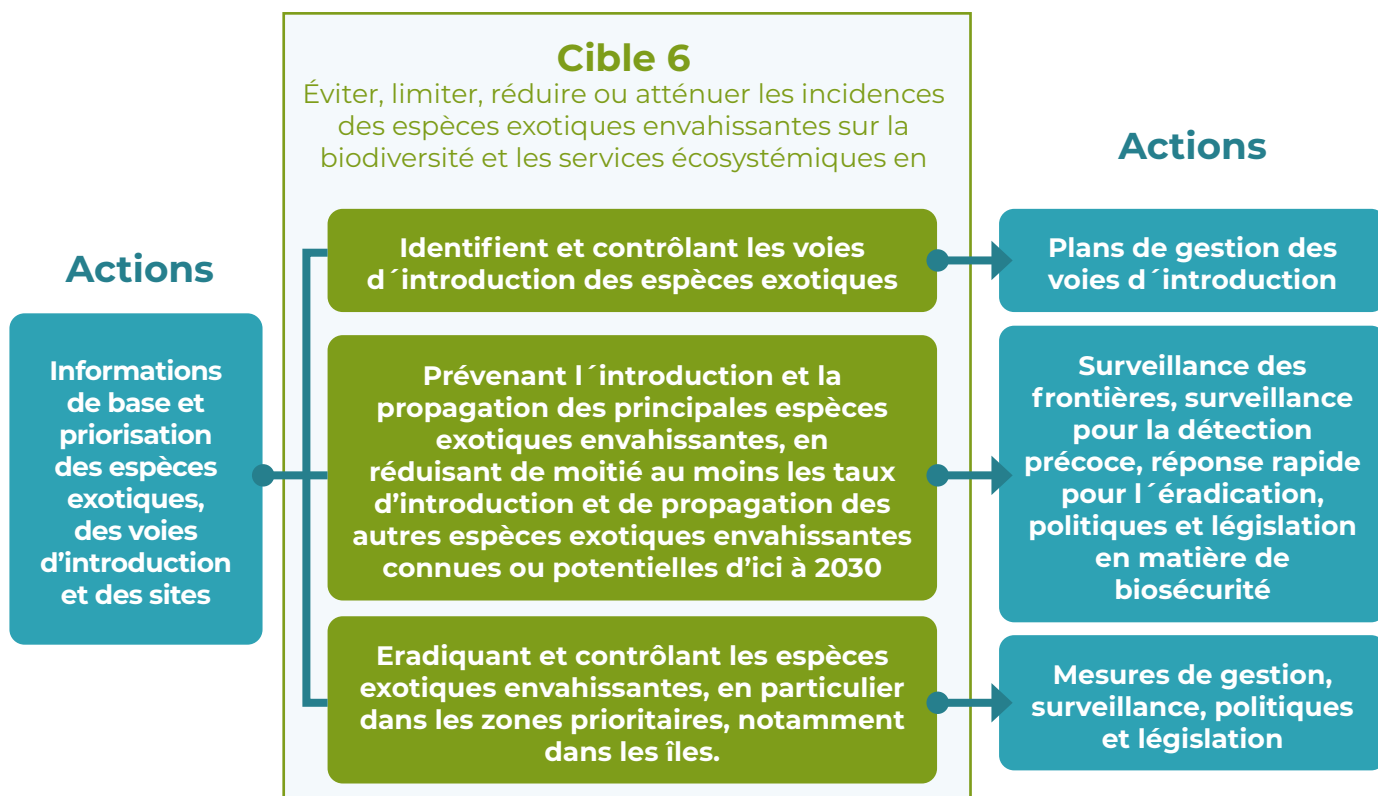 Cible 6
Éviter, limiter, réduire ou atténuer les incidences
des espèces exotiques envahissantes sur la
biodiversité et les services écosystémiques en
Actions
Informations
de base et
priorisation
des espèces
exotiques,
des voies
d’introduction
et des sites
Identifient et contrôlant les voies
d´introduction des espèces exotiques
Prévenant l´introduction et la
propagation des principales espèces
exotiques envahissantes, en
réduisant de moitié au moins les taux
d’introduction et de propagation des
autres espèces exotiques envahissantes
connues ou potentielles d’ici à 2030
Eradiquant et contrôlant les espèces
exotiques envahissantes, en particulier
dans les zones prioritaires, notamment
dans les îles.
Actions
Plans de gestion des
voies d´introduction
Surveillance des
frontières, surveillance
pour la détection
précoce, réponse rapide
pour l´éradication,
politiques et législation
en matière de
biosécurité
Mesures de gestion,
surveillance, politiques
et législation